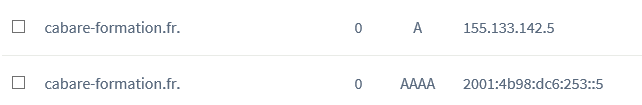 cabare-formation.fr. 0 A 155.133.142.5
cabare-formation.fr. 0 AAAA 2001:4b98:dc6:253::5